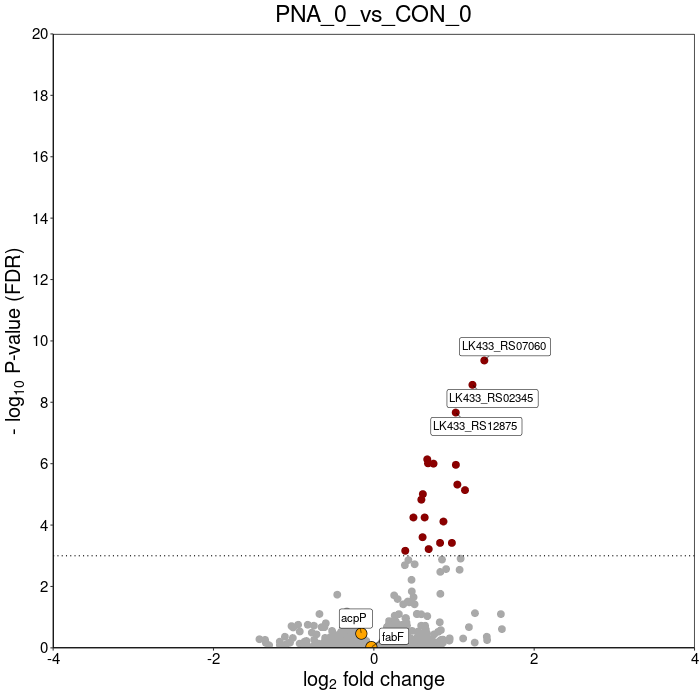 PNA_0_vs_CON_0
- log10 P-value (FDR)
20
18
16
14
12
10
8
6
4
2
0
LK433_RS07060
LK433_RS02345
LK433_RS12875
acpP
fabF
-4
-2
0
2
4
log2 fold change